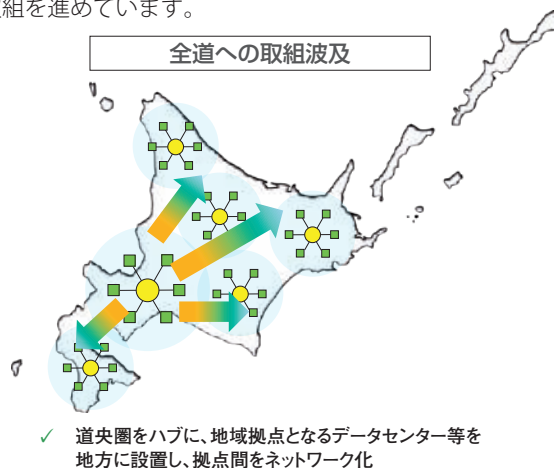 組を進めています。
全道への取組波及
✓ 道央圏をハブに、地域拠点となるデータセンター等を
地方に設置し、拠点間をネットワーク化